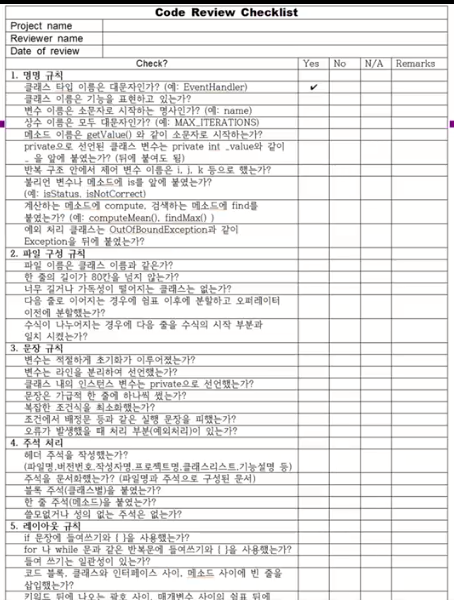 Code Review Checklist
Project name
Reviewer name
Date of review
Check? Yes No N/A Remarks
1. 명명 규칙
클래스 타입 이름은 대문자인가? (예: EventHandler) ✔
클래스 이름은 기능을 표현하고 있는가?
변수 이름은 소문자로 시작하는 명사인가? (예: name)
상수 이름은 모두 대문자인가? (예: MAX_ITERATIONS)
메소드 이름은 getValue() 와 같이 소문자로 시작하는가?
private으로 선언된 클래스 변수는 private int _value와 같이
_ 을 앞에 붙였는가? (뒤에 붙여도 됨)
반복 구조 안에서 제어 변수 이름은 i, j, k 등으로 했는가?
불리언 변수나 메소드에 is를 앞에 붙였는가?
(예: isStatus, isNotCorrect)
계산하는 메소드에 compute, 검색하는 메소드에 find를
붙였는가? (예: computeMean(), findMax() )
예외 처리 클래스는 OutOfBoundException과 같이
Exception을 뒤에 붙였는가?
2. 파일 구성 규칙
파일 이름은 클래스 이름과 같은가?
한 줄의 길이가 80칸을 넘지 않는가?
너무 길거나 가독성이 떨어지는 클래스는 없는가?
다음 줄로 이어지는 경우에 쉼표 이후에 분할하고 오퍼레이터
이전에 분할했는가?
수식이 나누어지는 경우에 다음 줄을 수식의 시작 부분과
일치 시켰는가?
3. 문장 규칙
변수는 적절하게 초기화가 이루어졌는가?
변수는 라인을 분리하여 선언했는가?
클래스 내의 인스턴스 변수는 private으로 선언했는가?
문장은 기급적 한 줄에 하나씩 썼는가?
복잡한 조건식을 최소화했는가?
조건에서 배정문 등과 같은 실행 문장을 피했는가?
오류가 발생했을 때 처리 부분(예외처리)이 있는가?
4. 주석 처리
헤더 주석을 작성했는가?
(파일명,버전번호,작성자명,프로젝트명,클래스리스트,기능설명 등)
주석을 문서화했는가? (파일명과 주석으로 구성된 문서)
블록 주석(클래스별)을 붙였는가?
한 줄 주석(메소드)을 붙였는가?
쓸모없거나 성의 없는 주석은 없는가?
5. 레이아웃 규칙
if 문장에 들여쓰기와 { }을 사용했는가?
for 나 while 문과 같은 반복문에 들여쓰기와 { }을 사용했는가?
들여 쓰기는 일관성이 있는가?
코드 블록, 클래스와 인터페이스 사이, 메소드 사이에 빈 줄을
삽입했는가?
키워드 뒤에 나오는 괄호 사이, 매개변수 사이의 쉼표 뒤에